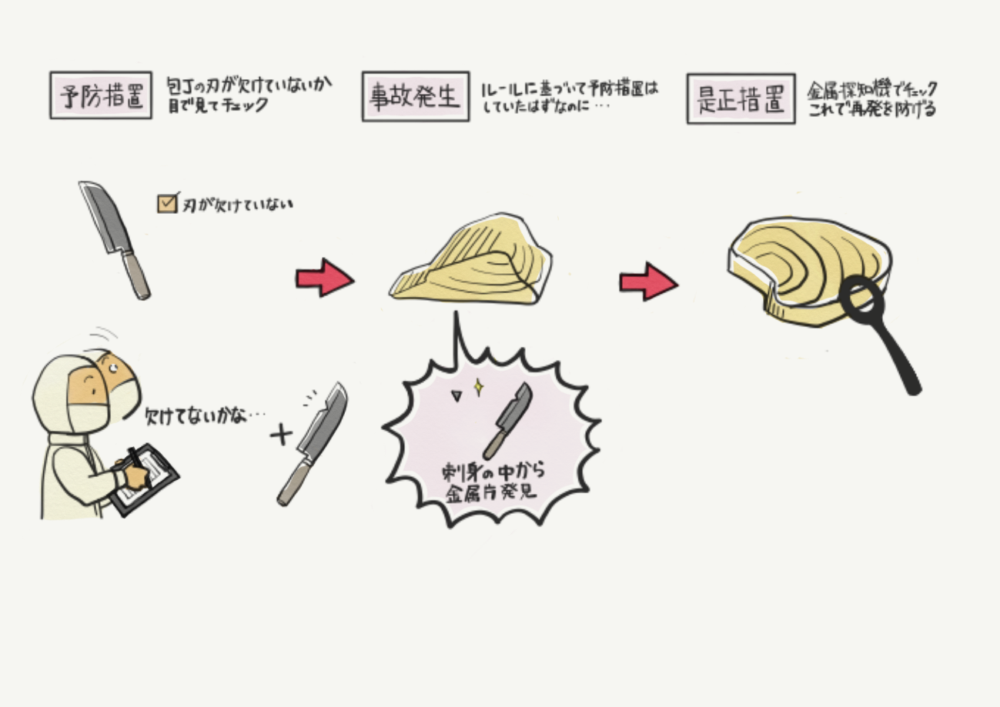 予防措置
包丁の刃が欠けていないか
目で見てチェック
事故発生
ルールに基づいて予防措置は
していたはずなのに…
是正措置
金属探知機でチェック
これで再発を防げる
刃が欠けていない
欠けてないかな…
+
刺身の中から
金属片発見